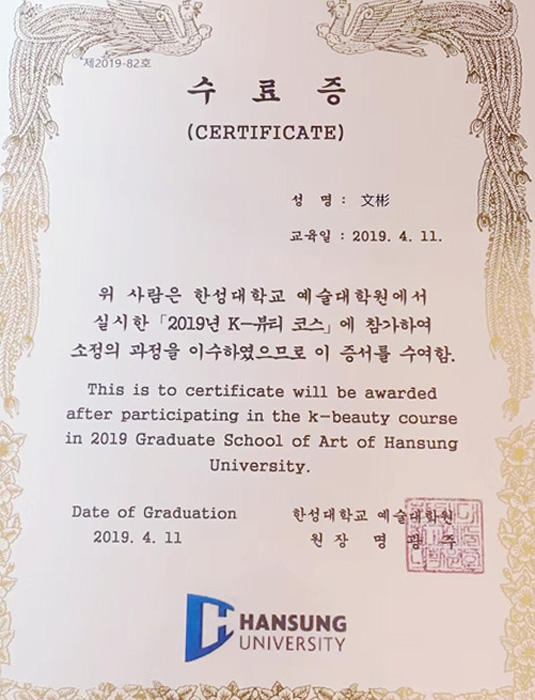 제2019-82호
수 료 증
(CERTIFICATE)
성 명 : 文彬
교육일 : 2019. 4. 11.
위 사람은 한성대학교 예술대학원에서
실시한 「2019년 K-뷰티 코스」에 참가하여
소정의 과정을 이수하였으므로 이 증서를 수여함.
This is to certificate will be awarded
after participating in the k-beauty course
in 2019 Graduate School of Art of Hansung
University.
Date of Graduation
2019. 4. 11
한성대학교 예술대학원
원 장 명 광 주
HANSUNG
UNIVERSITY